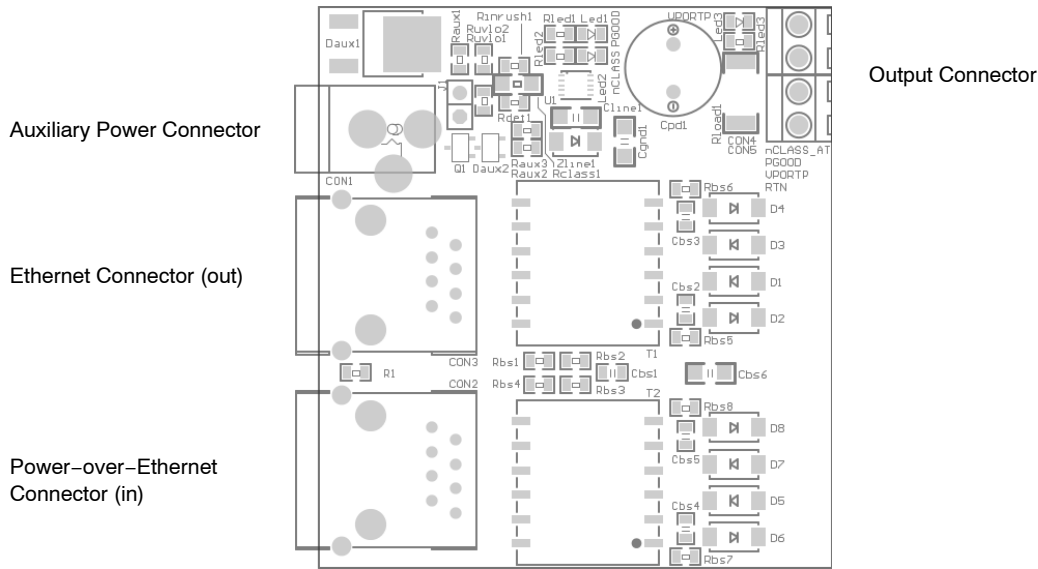 Output Connector
Auxiliary Power Connector
Ethernet Connector (out)
Power−over−Ethernet
Connector (in)
Daux1
Raux1
Ruvlo2
Ruvlo1
Rinrush1
Rled1
Led1
Rled2
PGOOD
nCLASS
Led2
VPORTP
Led3
Rled3
J1
U1
Rdet1
Cline1
Cgnd1
Cpd1
Rload1
CON4
CON5
nCLASS_AT
PGOOD
VPORTP
RTN
Q1
Daux2
Raux3
Raux2
Zline1
Rclass1
CON1
Rbs6
D4
Cbs3
D3
Cbs2
D1
D2
Rbs5
T1
CON3
R1
CON2
Rbs1
Rbs2
Rbs4
Rbs3
Cbs1
Cbs6
T2
Rbs8
D8
Cbs5
D7
Cbs4
D5
D6
Rbs7